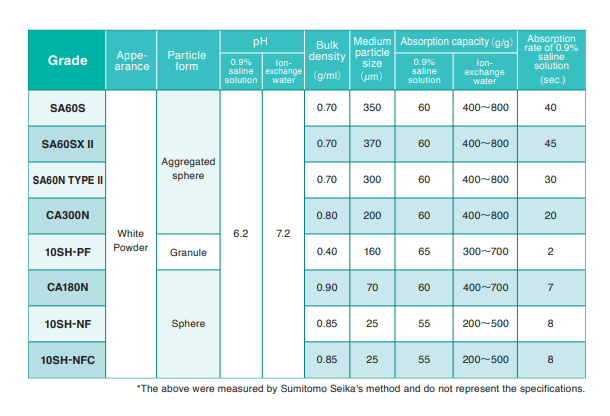 Grade
Appe-
arance
Particle
form
pH
0.9%
saline
solution
Ion-
exchange
water
Bulk
density
(g/ml)
Medium
particle
size
(μm)
Absorption capacity (g/g)
0.9%
saline
solution
Ion-
exchange
water
Absorption
rate of 0.9%
saline
solution
(sec.)
SA60S 0.70 350 60 400〜800 40
SA60SX II 0.70 370 60 400〜800 45
Aggregated
sphere
SA60N TYPE II 0.70 300 60 400〜800 30
CA300N 0.80 200 60 400〜800 20
White
Powder
6.2 7.2
10SH-PF Granule 0.40 160 65 300〜700 2
CA180N 0.90 70 60 400〜700 7
10SH-NF Sphere 0.85 25 55 200〜500 8
10SH-NFC 0.85 25 55 200〜500 8
*The above were measured by Sumitomo Seika's method and do not represent the specifications.